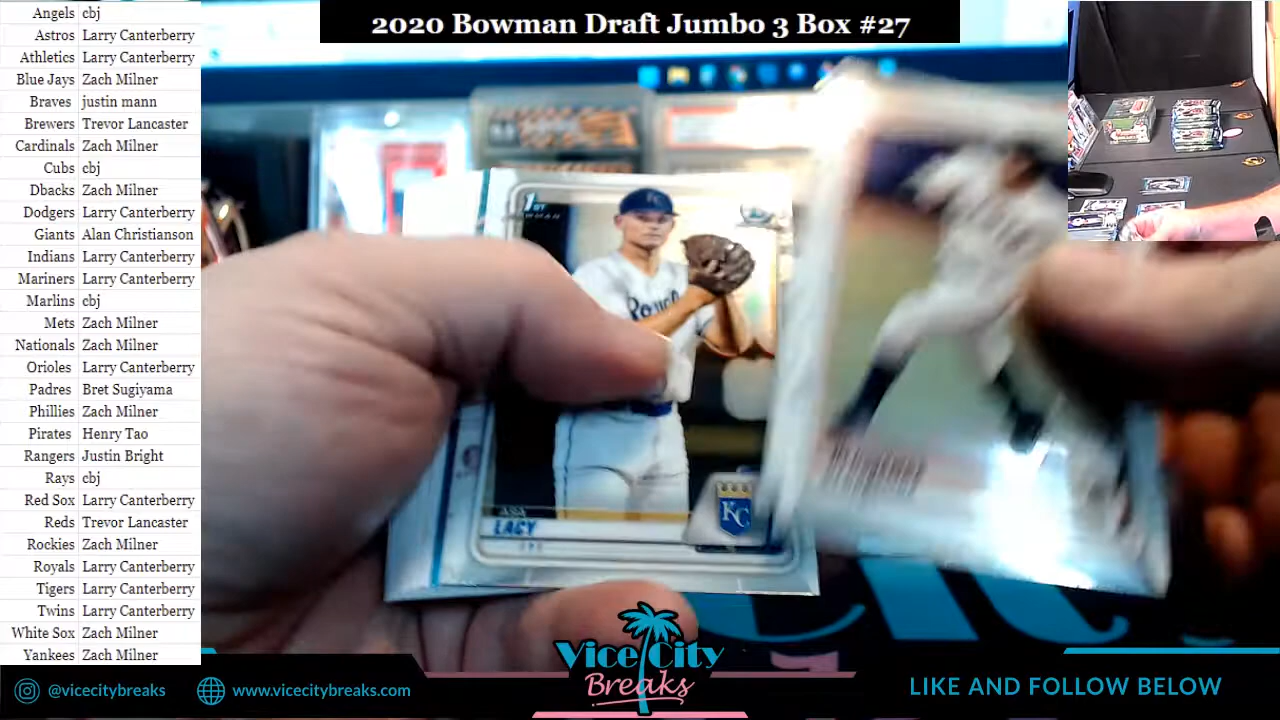 2020 Bowman Draft Jumbo 3 Box #27
Angels cbj
Astros Larry Canterberry
Athletics Larry Canterberry
Blue Jays Zach Milner
Braves justin mann
Brewers Trevor Lancaster
Cardinals Zach Milner
Cubs cbj
Dbacks Zach Milner
Dodgers Larry Canterberry
Giants Alan Christianson
Indians Larry Canterberry
Mariners Larry Canterberry
Marlins cbj
Mets Zach Milner
Nationals Zach Milner
Orioles Larry Canterberry
Padres Bret Sugiyama
Phillies Zach Milner
Pirates Henry Tao
Rangers Justin Bright
Rays cbj
Red Sox Larry Canterberry
Reds Trevor Lancaster
Rockies Zach Milner
Royals Larry Canterberry
Tigers Larry Canterberry
Twins Larry Canterberry
White Sox Zach Milner
Yankees Zach Milner
1ST
BOWMAN
Royals
KC
ASA
LACY
Vice City
Breaks
@vicecitybreaks
www.vicecitybreaks.com
LIKE AND FOLLOW BELOW